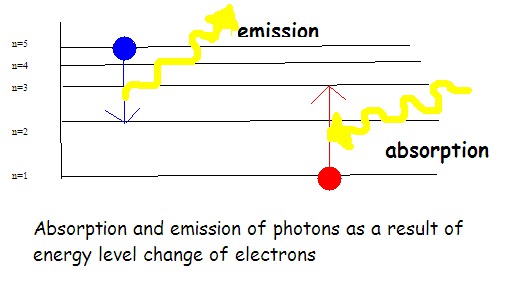 emission
n=5
n=4
n=3
n=2
n=1
absorption
Absorption and emission of photons as a result of
energy level change of electrons